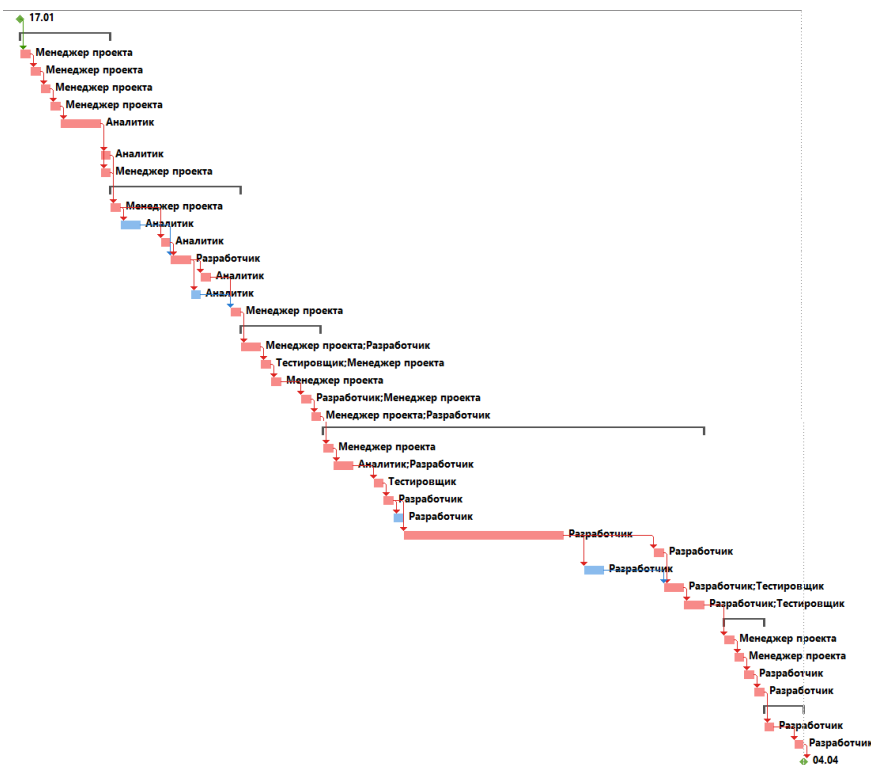 17.01
Менеджер проекта
Менеджер проекта
Менеджер проекта
Менеджер проекта
Аналитик
Аналитик
Менеджер проекта
Менеджер проекта
Аналитик
Аналитик
Разработчик
Аналитик
Аналитик
Менеджер проекта
Менеджер проекта;Разработчик
Тестировщик;Менеджер проекта
Менеджер проекта
Разработчик;Менеджер проекта
Менеджер проекта;Разработчик
Менеджер проекта
Аналитик;Разработчик
Тестировщик
Разработчик
Разработчик
Разработчик
Разработчик
Разработчик
Разработчик;Тестировщик
Разработчик;Тестировщик
Менеджер проекта
Менеджер проекта
Разработчик
Разработчик
Разработчик
Разработчик
04.04